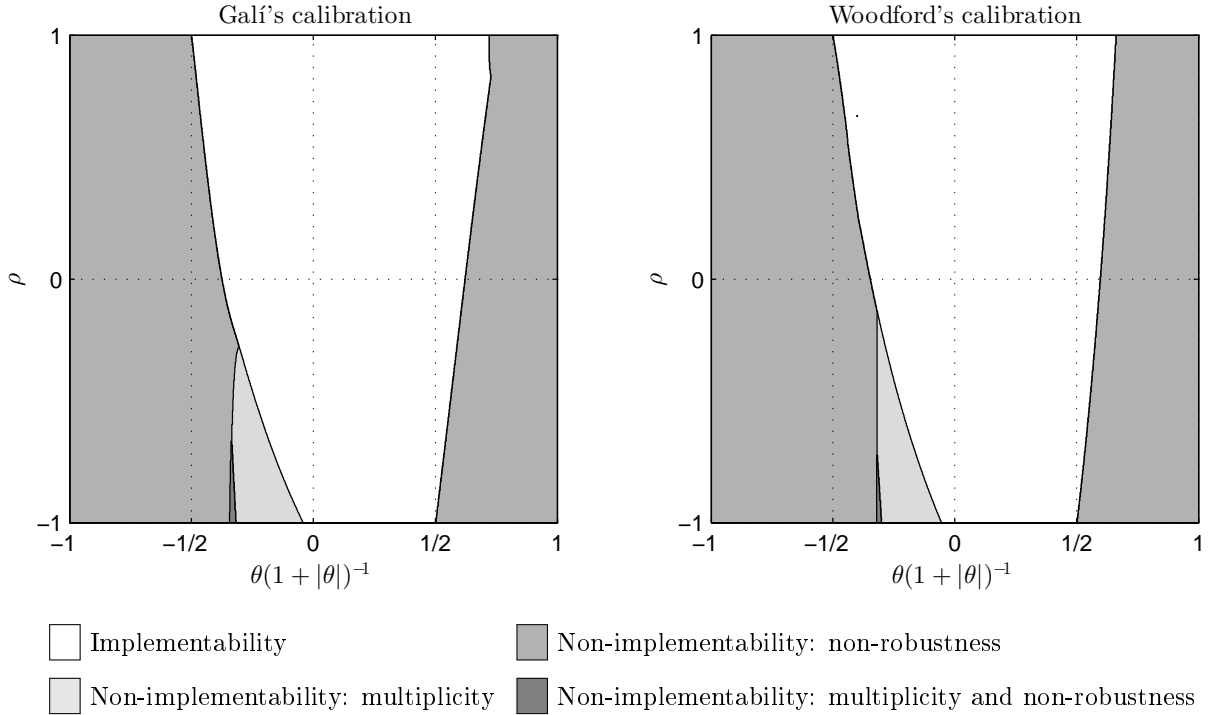 Galí's calibration
Woodford's calibration
1
0
−1
ρ
−1
−1/2
0
1/2
1
θ(1 + |θ|)⁻¹
1
0
−1
ρ
−1
−1/2
0
1/2
1
θ(1 + |θ|)⁻¹
Implementability
Non-implementability: non-robustness
Non-implementability: multiplicity
Non-implementability: multiplicity and non-robustness